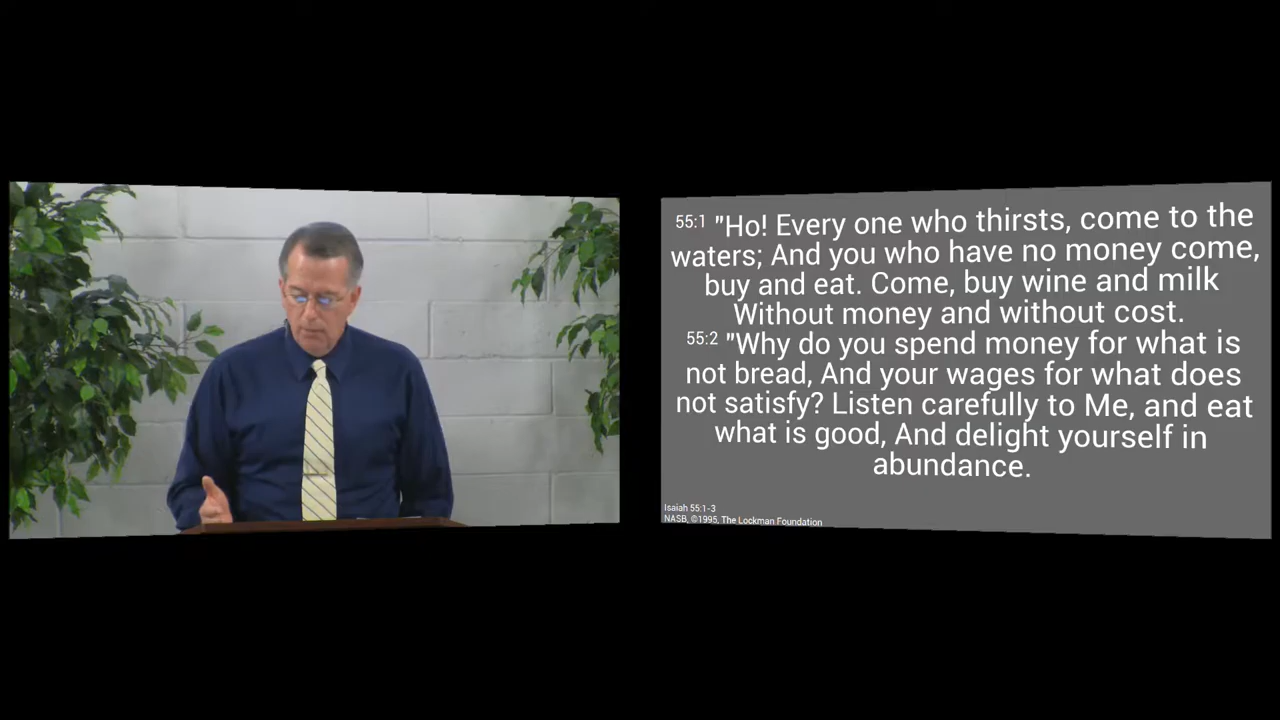 55:1 "Ho! Every one who thirsts, come to the
waters; And you who have no money come,
buy and eat. Come, buy wine and milk
Without money and without cost.
55:2 "Why do you spend money for what is
not bread, And your wages for what does
not satisfy? Listen carefully to Me, and eat
what is good, And delight yourself in
abundance.
Isaiah 55:1-3
NASB, ©1995, The Lockman Foundation